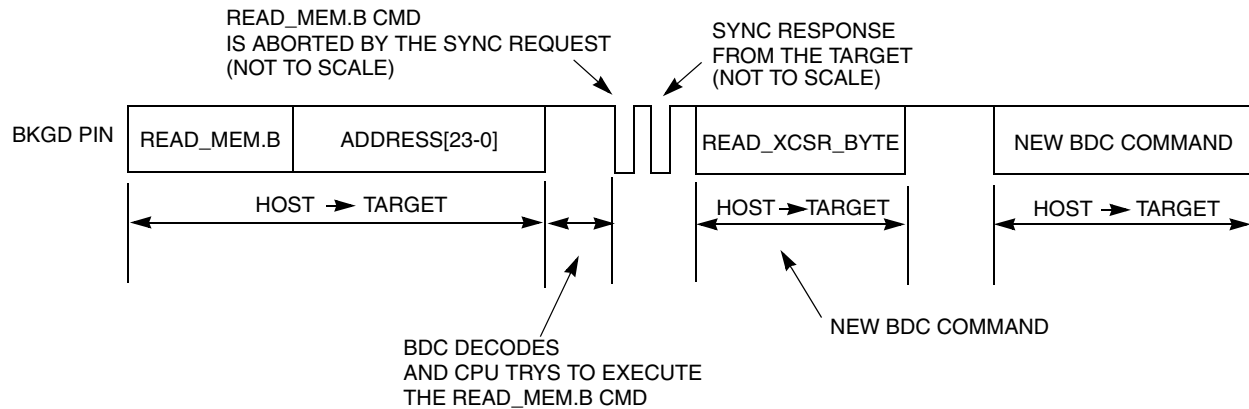 READ_MEM.B CMD
IS ABORTED BY THE SYNC REQUEST
(NOT TO SCALE)
SYNC RESPONSE
FROM THE TARGET
(NOT TO SCALE)
BKGD PIN
READ_MEM.B
ADDRESS[23-0]
READ_XCSR_BYTE
NEW BDC COMMAND
HOST TARGET
HOST TARGET
HOST TARGET
BDC DECODES
AND CPU TRYS TO EXECUTE
THE READ_MEM.B CMD
NEW BDC COMMAND